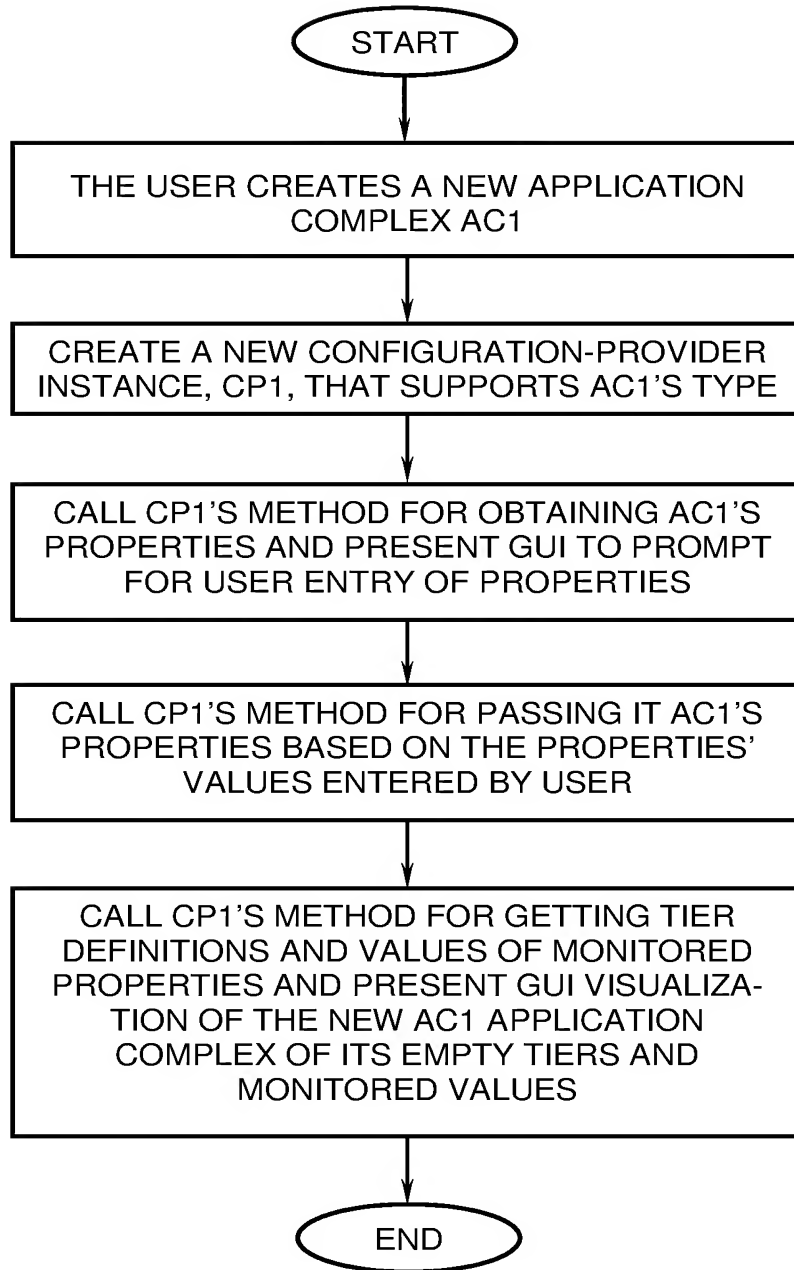 START
THE USER CREATES A NEW APPLICATION
COMPLEX AC1
CREATE A NEW CONFIGURATION-PROVIDER
INSTANCE, CP1, THAT SUPPORTS AC1'S TYPE
CALL CP1'S METHOD FOR OBTAINING AC1'S
PROPERTIES AND PRESENT GUI TO PROMPT
FOR USER ENTRY OF PROPERTIES
CALL CP1'S METHOD FOR PASSING IT AC1'S
PROPERTIES BASED ON THE PROPERTIES'
VALUES ENTERED BY USER
CALL CP1'S METHOD FOR GETTING TIER
DEFINITIONS AND VALUES OF MONITORED
PROPERTIES AND PRESENT GUI VISUALIZA-
TION OF THE NEW AC1 APPLICATION
COMPLEX OF ITS EMPTY TIERS AND
MONITORED VALUES
END